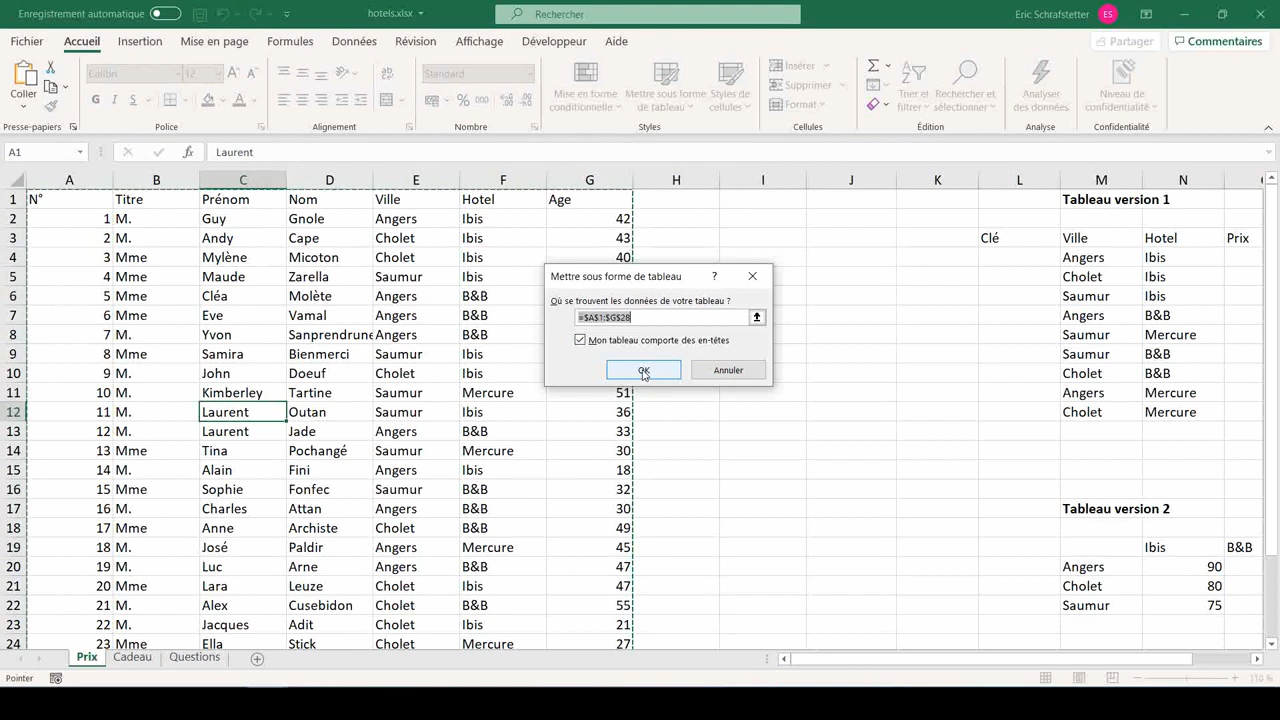 Enregistrement automatique
hotels.xlsx
Rechercher
Eric Schrafstetter
ES
Fichier Accueil Insertion Mise en page Formules Données Révision Affichage Développeur Aide Partager Commentaires
Coller
Calibri 12
G I S
Standard
Mise en forme conditionnelle
Mettre sous forme de tableau
Styles de cellules
Insérer
Supprimer
Format
Trier et filtrer
Rechercher et sélectionner
Analyser des données
Niveau de confidentialité
Presse-papiers Police Alignement Nombre Styles Cellules Édition Analyse Confidentialité
A1 fx Laurent
A B C D E F G H I J K L M N
1 N° Titre Prénom Nom Ville Hotel Age Tableau version 1
2 1 M. Guy Gnole Angers Ibis 42
3 2 M. Andy Cape Cholet Ibis 43 Clé Ville Hotel Prix
4 3 Mme Mylène Micoton Cholet Ibis 40 Angers Ibis
5 4 Mme Maude Zarella Saumur Ibis Cholet Ibis
6 5 Mme Cléa Molète Angers B&B Saumur Ibis
7 6 Mme Eve Vamal Angers B&B Angers B&B
8 7 M. Yvon Sanprendrune Saumur Mercure
9 8 Mme Samira Bienmerci Saumur B&B
10 9 M. John Doeuf Cholet B&B
11 10 M. Kimberley Tartine Saumur Mercure 51 Angers Mercure
12 11 M. Laurent Outan Saumur Ibis 36 Cholet Mercure
13 12 M. Laurent Jade Angers B&B 33
14 13 Mme Tina Pochangé Saumur Mercure 30
15 14 M. Alain Fini Angers Ibis 18
16 15 Mme Sophie Fonfec Saumur B&B 32
17 16 M. Charles Attan Angers B&B 30 Tableau version 2
18 17 Mme Anne Archiste Cholet B&B 49
19 18 M. José Paldir Angers Mercure 45 Ibis B&B
20 19 M. Luc Arne Angers B&B 47 Angers 90
21 20 Mme Lara Leuze Cholet Ibis 47 Cholet 80
22 21 M. Alex Cusebidon Cholet B&B 55 Saumur 75
23 22 M. Jacques Adit Cholet Ibis 21
24 23 Mme Ella Stick Cholet Mercure 27
Mettre sous forme de tableau ?
Où se trouvent les données de votre tableau ?
=$A$1:$G$28
Mon tableau comporte des en-têtes
OK Annuler
Prix Cadeau Questions
Pointer
110 %